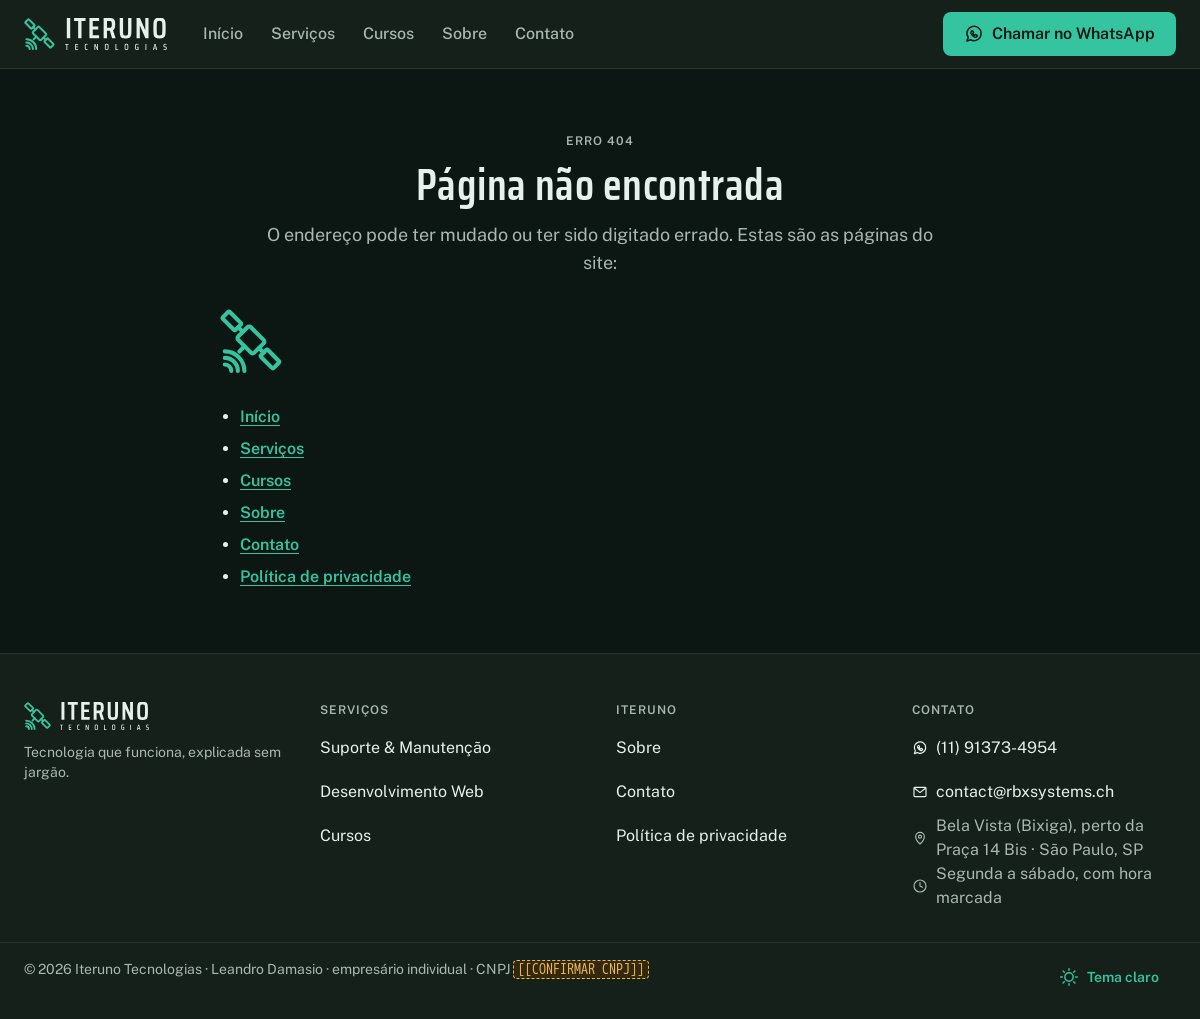 ITERUNO
TECNOLOGIAS
Início
Serviços
Cursos
Sobre
Contato
Chamar no WhatsApp
ERRO 404
Página não encontrada
O endereço pode ter mudado ou ter sido digitado errado. Estas são as páginas do
site:
Início
Serviços
Cursos
Sobre
Contato
Política de privacidade
ITERUNO
TECNOLOGIAS
Tecnologia que funciona, explicada sem
jargão.
SERVIÇOS
Suporte & Manutenção
Desenvolvimento Web
Cursos
ITERUNO
Sobre
Contato
Política de privacidade
CONTATO
(11) 91373-4954
contact@rbxsystems.ch
Bela Vista (Bixiga), perto da
Praça 14 Bis · São Paulo, SP
Segunda a sábado, com hora
marcada
© 2026 Iteruno Tecnologias · Leandro Damasio · empresário individual · CNPJ [[CONFIRMAR CNPJ]]
Tema claro